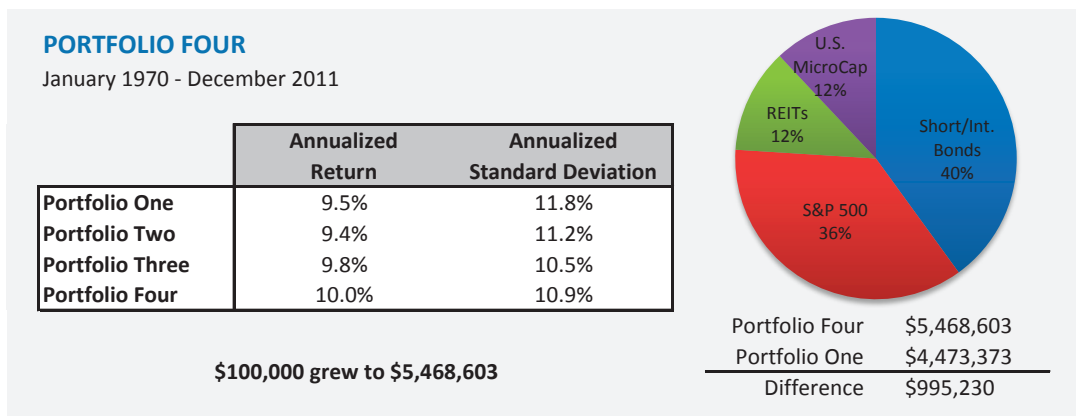 PORTFOLIO FOUR
January 1970 - December 2011
Annualized Return
Annualized Standard Deviation
Portfolio One 9.5% 11.8%
Portfolio Two 9.4% 11.2%
Portfolio Three 9.8% 10.5%
Portfolio Four 10.0% 10.9%
$100,000 grew to $5,468,603
U.S.
MicroCap
12%
REITs
12%
Short/Int.
Bonds
40%
S&P 500
36%
Portfolio Four $5,468,603
Portfolio One $4,473,373
Difference $995,230